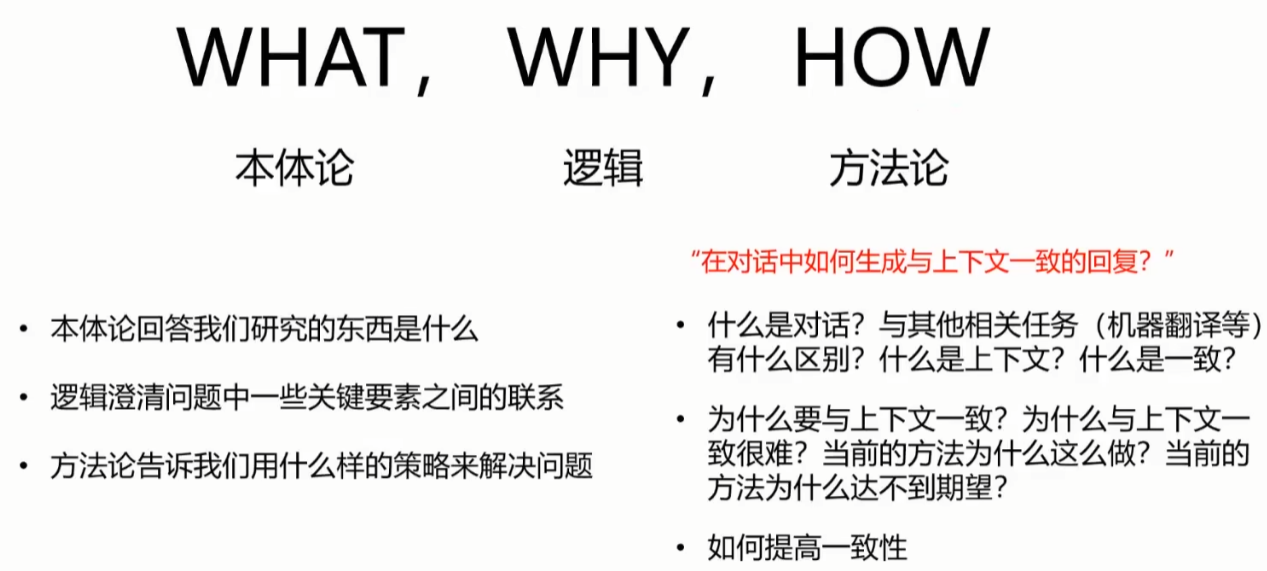 WHAT， WHY， HOW
本体论 逻辑 方法论
• 本体论回答我们研究的东西是什么
• 逻辑澄清问题中一些关键要素之间的联系
• 方法论告诉我们用什么样的策略来解决问题
“在对话中如何生成与上下文一致的回复？”
• 什么是对话？与其他相关任务（机器翻译等）
有什么区别？什么是上下文？什么是一致？
• 为什么要与上下文一致？为什么与上下文一
致很难？当前的方法为什么这么做？当前的
方法为什么达不到期望？
• 如何提高一致性